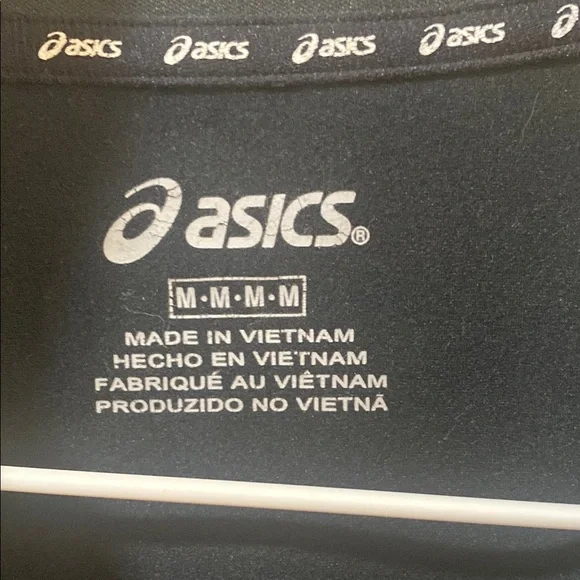 asics asics asics asics
asics®
M·M·M·M
MADE IN VIETNAM
HECHO EN VIETNAM
FABRIQUÉ AU VIÊTNAM
PRODUZIDO NO VIETNÃ